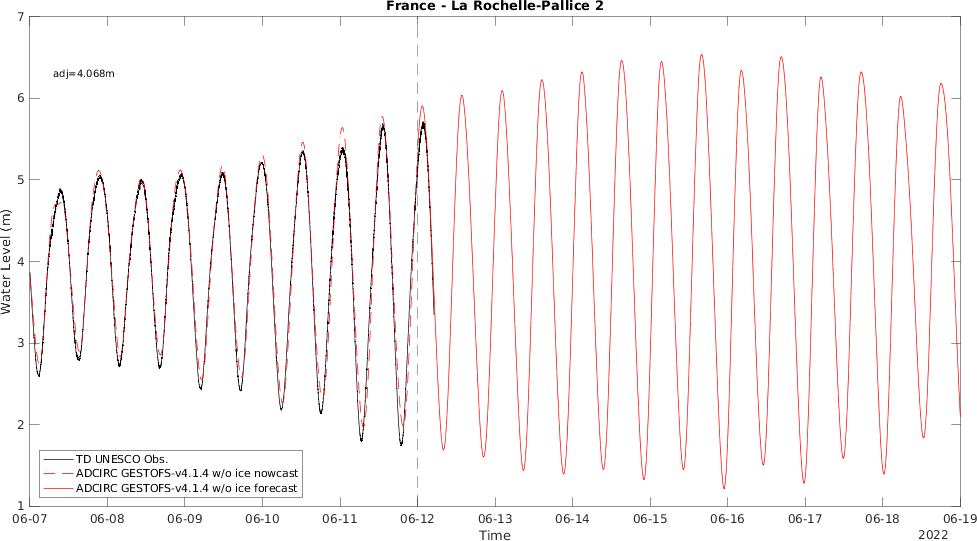 France - La Rochelle-Pallice 2
7
6
5
4
3
2
1
Water Level (m)
adj=4.068m
TD UNESCO Obs.
ADCIRC GESTOFS-v4.1.4 w/o ice nowcast
ADCIRC GESTOFS-v4.1.4 w/o ice forecast
06-07 06-08 06-09 06-10 06-11 06-12 06-13 06-14 06-15 06-16 06-17 06-18 06-19
Time
2022